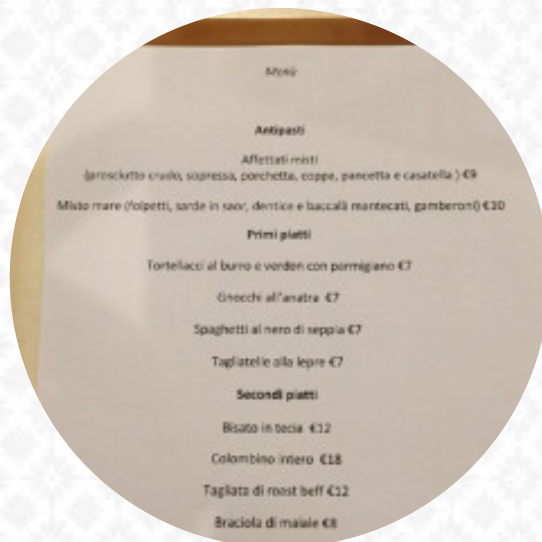 Menù
Antipasti
Affettati misti
(prosciutto crudo, sopressa, porchetta, coppa, pancetta e casatella ) €9
Misto mare (folpetti, sarde in saor, dentice e baccalà mantecati, gamberoni) €10
Primi piatti
Tortellacci al burro e verdon con parmigiano €7
Gnocchi all'anatra €7
Spaghetti al nero di seppia €7
Tagliatelle alla lepre €7
Secondi piatti
Bisato in tecia €12
Colombino intero €18
Tagliata di roast beff €12
Braciola di maiale €8